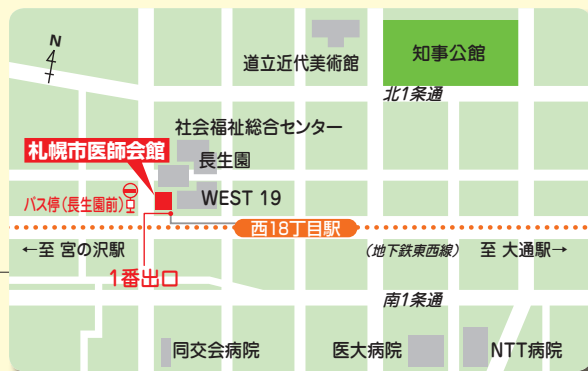 N
道立近代美術館
知事公館
北1条通
社会福祉総合センター
札幌市医師会館
長生園
バス停(長生園前)
WEST 19
西18丁目駅
←至 宮の沢駅
(地下鉄東西線)
至 大通駅→
1番出口
南1条通
同交会病院
医大病院
NTT病院